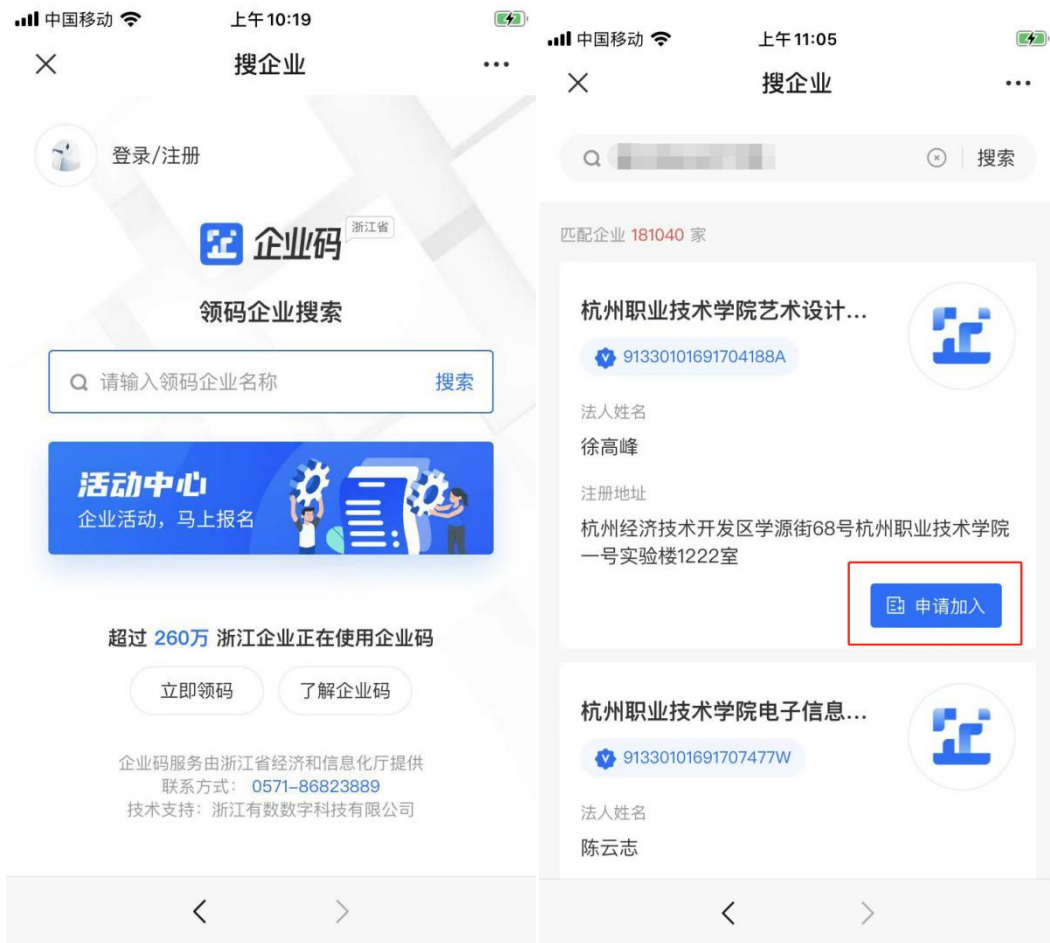 中国移动
上午10:19
搜企业
登录/注册
企业码
浙江省
领码企业搜索
请输入领码企业名称
搜索
活动中心
企业活动，马上报名
超过 260万 浙江企业正在使用企业码
立即领码
了解企业码
企业码服务由浙江省经济和信息化厅提供
联系方式： 0571-86823889
技术支持：浙江有数数字科技有限公司
中国移动
上午11:05
搜企业
搜索
匹配企业 181040 家
杭州职业技术学院艺术设计...
91330101691704188A
法人姓名
徐高峰
注册地址
杭州经济技术开发区学源街68号杭州职业技术学院
一号实验楼1222室
申请加入
杭州职业技术学院电子信息...
91330101691707477W
法人姓名
陈云志